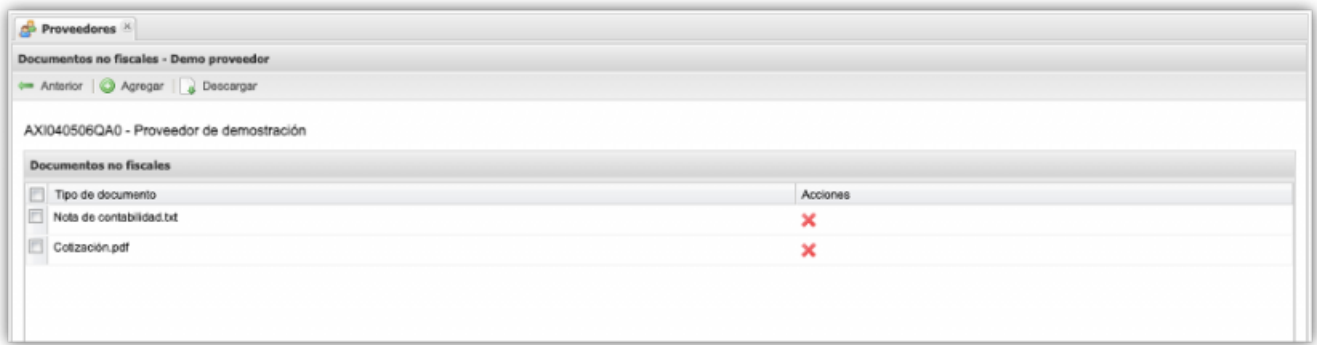 Proveedores
Documentos no fiscales - Demo proveedor
Anterior Agregar Descargar
AXI040506QA0 - Proveedor de demostración
Documentos no fiscales
Tipo de documento Acciones
Nota de contabilidad.txt
Cotización.pdf